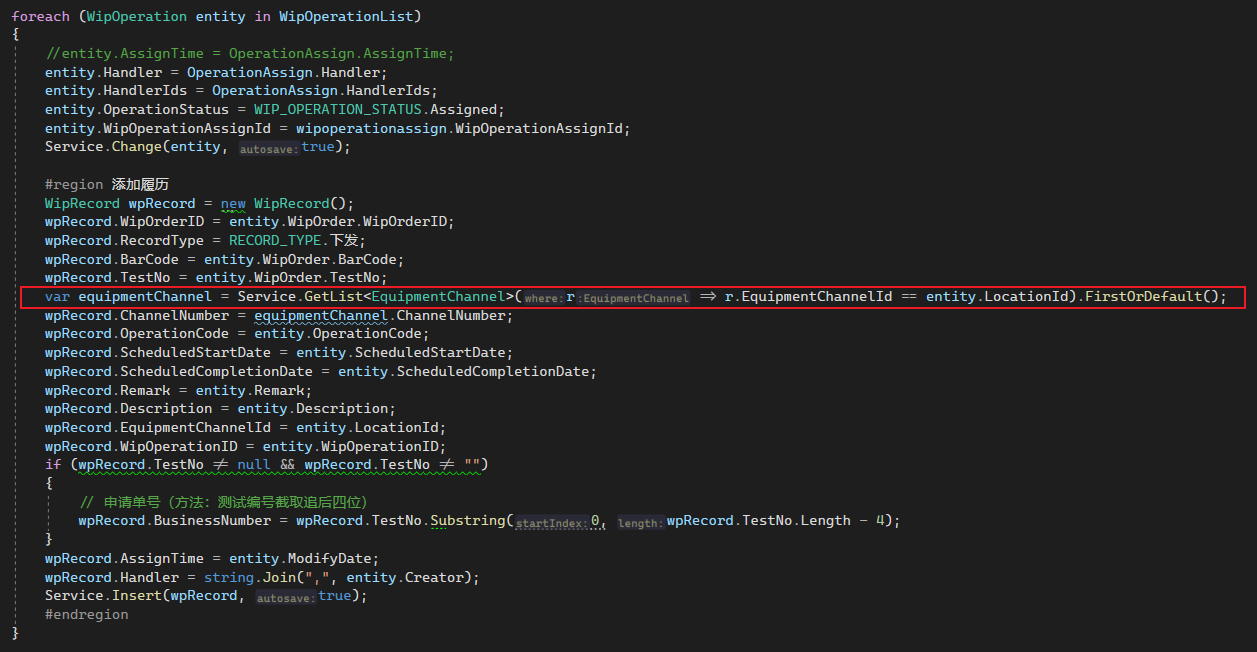 foreach (WipOperation entity in WipOperationList)
{
//entity.AssignTime = OperationAssign.AssignTime;
entity.Handler = OperationAssign.Handler;
entity.HandlerIds = OperationAssign.HandlerIds;
entity.OperationStatus = WIP_OPERATION_STATUS.Assigned;
entity.WipOperationAssignId = wipoperationassign.WipOperationAssignId;
Service.Change(entity, autosave:true);
#region 添加履历
WipRecord wpRecord = new WipRecord();
wpRecord.WipOrderID = entity.WipOrder.WipOrderID;
wpRecord.RecordType = RECORD_TYPE.下发;
wpRecord.BarCode = entity.WipOrder.BarCode;
wpRecord.TestNo = entity.WipOrder.TestNo;
var equipmentChannel = Service.GetList<EquipmentChannel>(where:r:EquipmentChannel => r.EquipmentChannelId == entity.LocationId).FirstOrDefault();
wpRecord.ChannelNumber = equipmentChannel.ChannelNumber;
wpRecord.OperationCode = entity.OperationCode;
wpRecord.ScheduledStartDate = entity.ScheduledStartDate;
wpRecord.ScheduledCompletionDate = entity.ScheduledCompletionDate;
wpRecord.Remark = entity.Remark;
wpRecord.Description = entity.Description;
wpRecord.EquipmentChannelId = entity.LocationId;
wpRecord.WipOperationID = entity.WipOperationID;
if (wpRecord.TestNo != null && wpRecord.TestNo != "")
{
// 申请单号（方法：测试编号截取追后四位）
wpRecord.BusinessNumber = wpRecord.TestNo.Substring(startIndex:0, length:wpRecord.TestNo.Length - 4);
}
wpRecord.AssignTime = entity.ModifyDate;
wpRecord.Handler = string.Join(",", entity.Creator);
Service.Insert(wpRecord, autosave:true);
#endregion
}